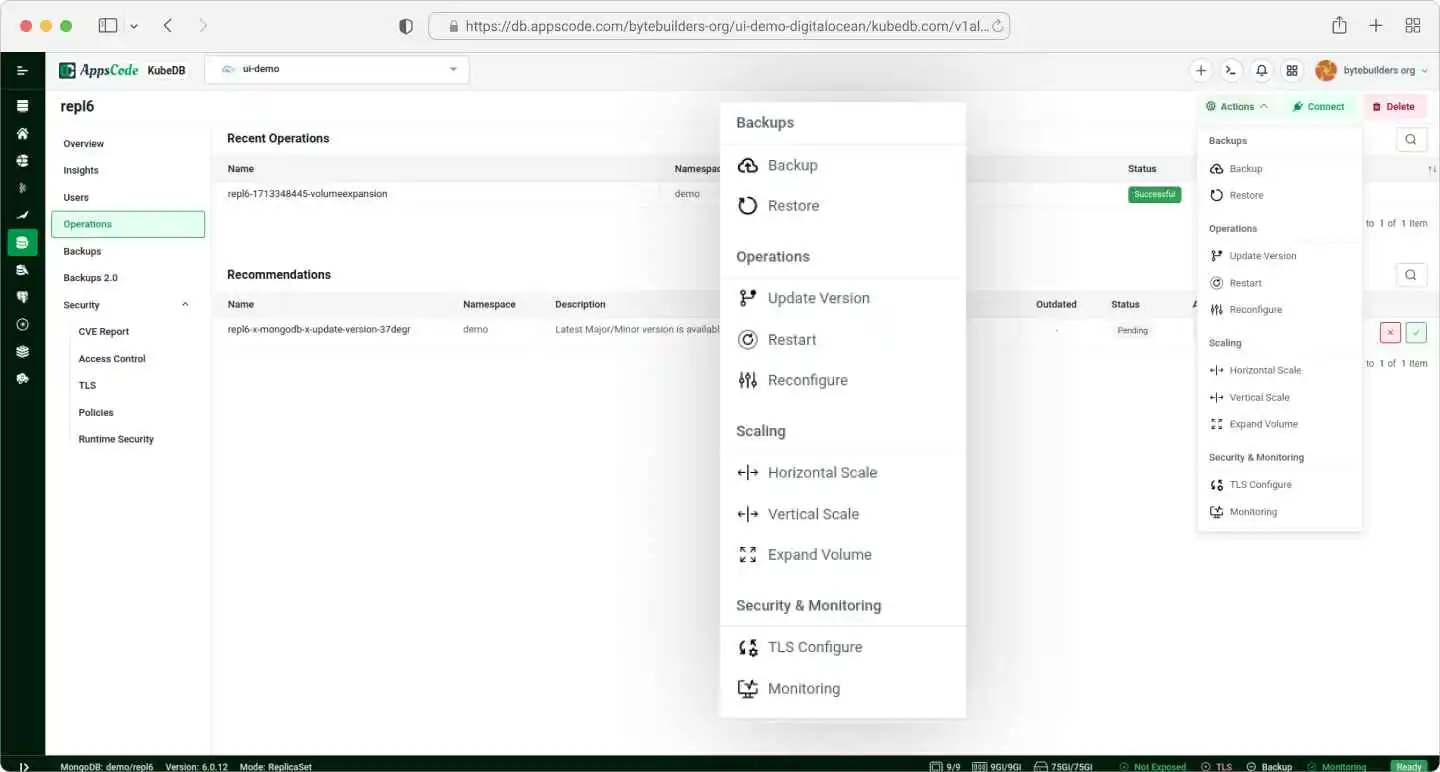 https://db.appscode.com/bytebuilders-org/ui-demo-digitalocean/kubedb.com/v1al...
AppsCode KubeDB
ui-demo
bytebuilders org
repl6
Actions
Connect
Delete
Overview
Insights
Users
Operations
Backups
Backups 2.0
Security
CVE Report
Access Control
TLS
Policies
Runtime Security
Recent Operations
Name Status
repl6-1713348445-volumeexpansion demo Successful
to 1 of 1 Item
Recommendations
Name Namespace Description Outdated Status
repl6-x-mongodb-x-update-version-37degr demo Latest Major/Minor version is - Pending
to 1 of 1 Item
Backups
Backup
Restore
Operations
Update Version
Restart
Reconfigure
Scaling
Horizontal Scale
Vertical Scale
Expand Volume
Security & Monitoring
TLS Configure
Monitoring
Backups
Backup
Restore
Operations
Update Version
Restart
Reconfigure
Scaling
Horizontal Scale
Vertical Scale
Expand Volume
Security & Monitoring
TLS Configure
Monitoring
MongoDB: demo/repl6 Version: 6.0.12 Mode: ReplicaSet 9/9 9Gi/9Gi 75Gi/75Gi Not Exposed TLS Backup Monitoring Ready